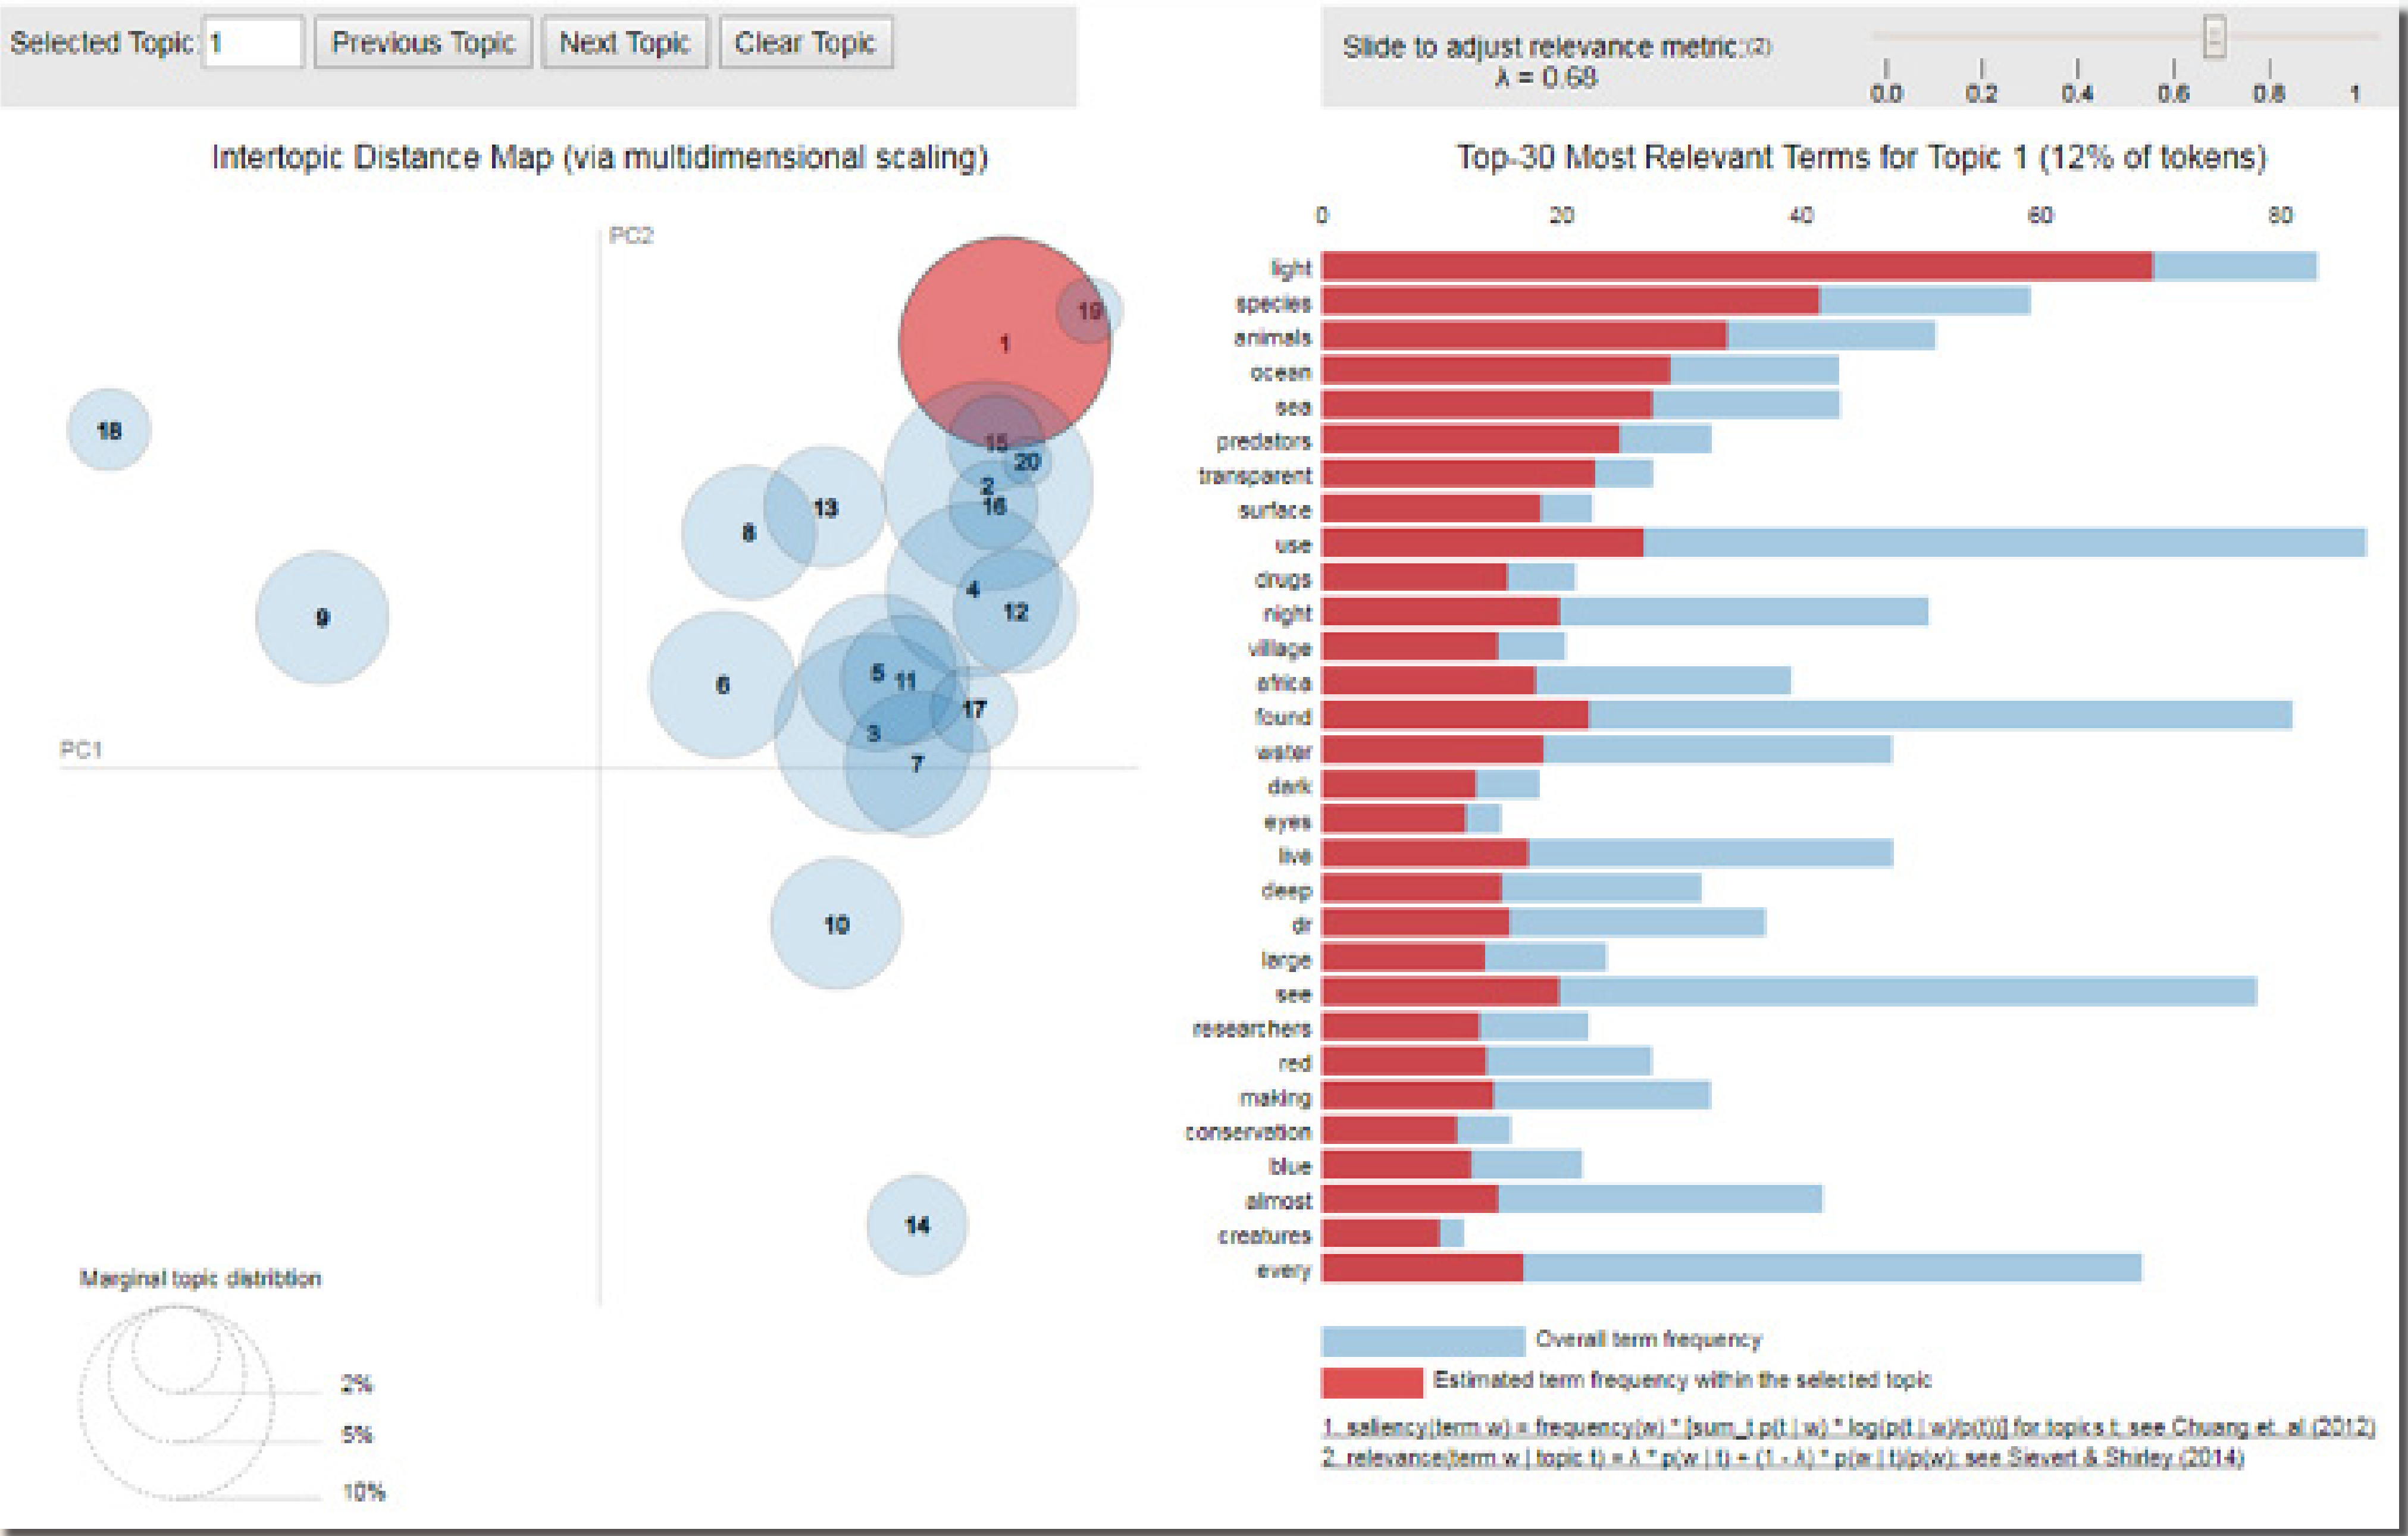 Selected Topic: 1 Previous Topic Next Topic Clear Topic
Slide to adjust relevance metric:(2)
λ = 0.68
0.0 0.2 0.4 0.6 0.8 1
Intertopic Distance Map (via multidimensional scaling)
PC2
PC1
1
19
18
15
20
2
16
13
8
4
12
9
5
11
6
17
3
7
10
14
Marginal topic distribtion
2%
5%
10%
Top-30 Most Relevant Terms for Topic 1 (12% of tokens)
0 20 40 60 80
light
species
animals
ocean
sea
predators
transparent
surface
use
drugs
night
village
africa
found
water
dark
eyes
live
deep
dr
large
see
researchers
red
making
conservation
blue
almost
creatures
every
Overall term frequency
Estimated term frequency within the selected topic
1. saliency(term w) = frequency(w) * [sum_t p(t | w) * log(p(t | w)/p(t))] for topics t; see Chuang et. al (2012)
2. relevance(term w | topic t) = λ * p(w | t) + (1 - λ) * p(w | t)/p(w); see Sievert & Shirley (2014)